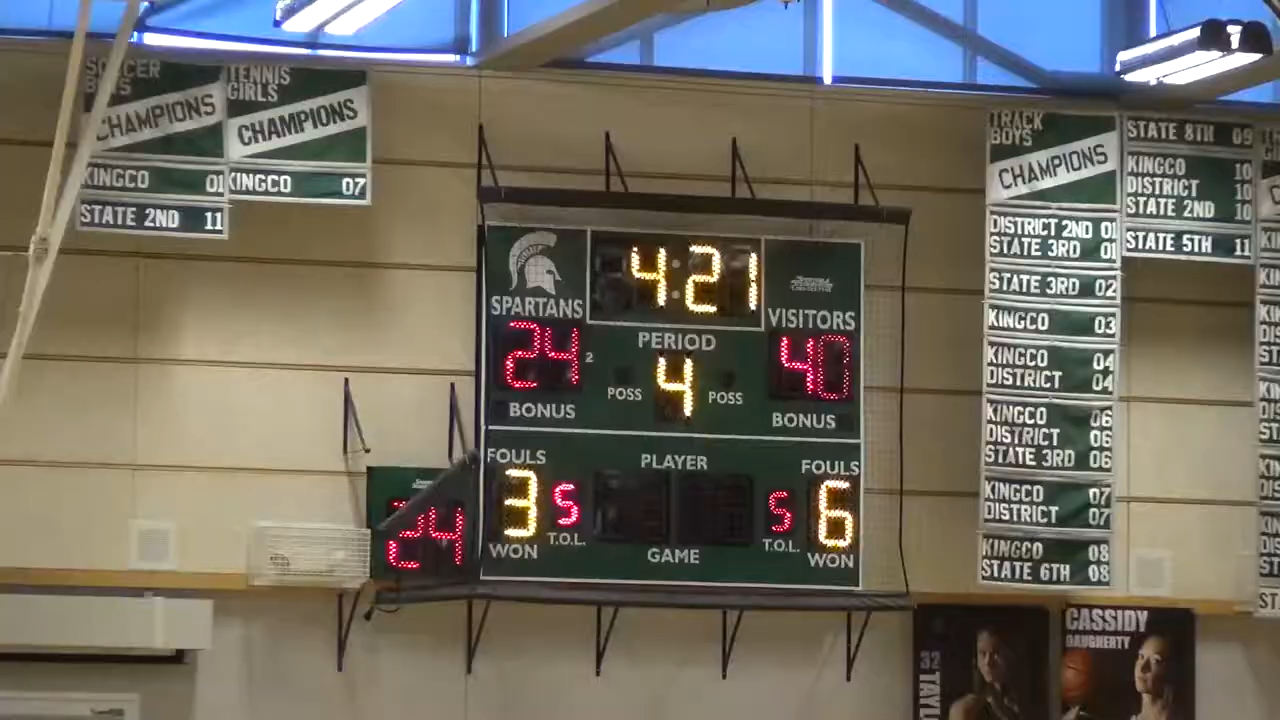 SOCCER
BOYS
CHAMPIONS
KINGCO 01
STATE 2ND 11
TENNIS
GIRLS
CHAMPIONS
KINGCO 07
4:21
SPARTANS
VISITORS
24
2
PERIOD
4
POSS
POSS
40
BONUS
BONUS
FOULS
PLAYER
FOULS
3
5
5
6
T.O.L.
T.O.L.
WON
GAME
WON
24
TRACK
BOYS
CHAMPIONS
DISTRICT 2ND 01
STATE 3RD 01
STATE 3RD 02
KINGCO 03
KINGCO 04
DISTRICT 04
KINGCO 06
DISTRICT 06
STATE 3RD 06
KINGCO 07
DISTRICT 07
KINGCO 08
STATE 6TH 08
STATE 8TH 09
KINGCO 10
DISTRICT 10
STATE 2ND 10
STATE 5TH 11
32
TAYL
CASSIDY
DAUGHERTY